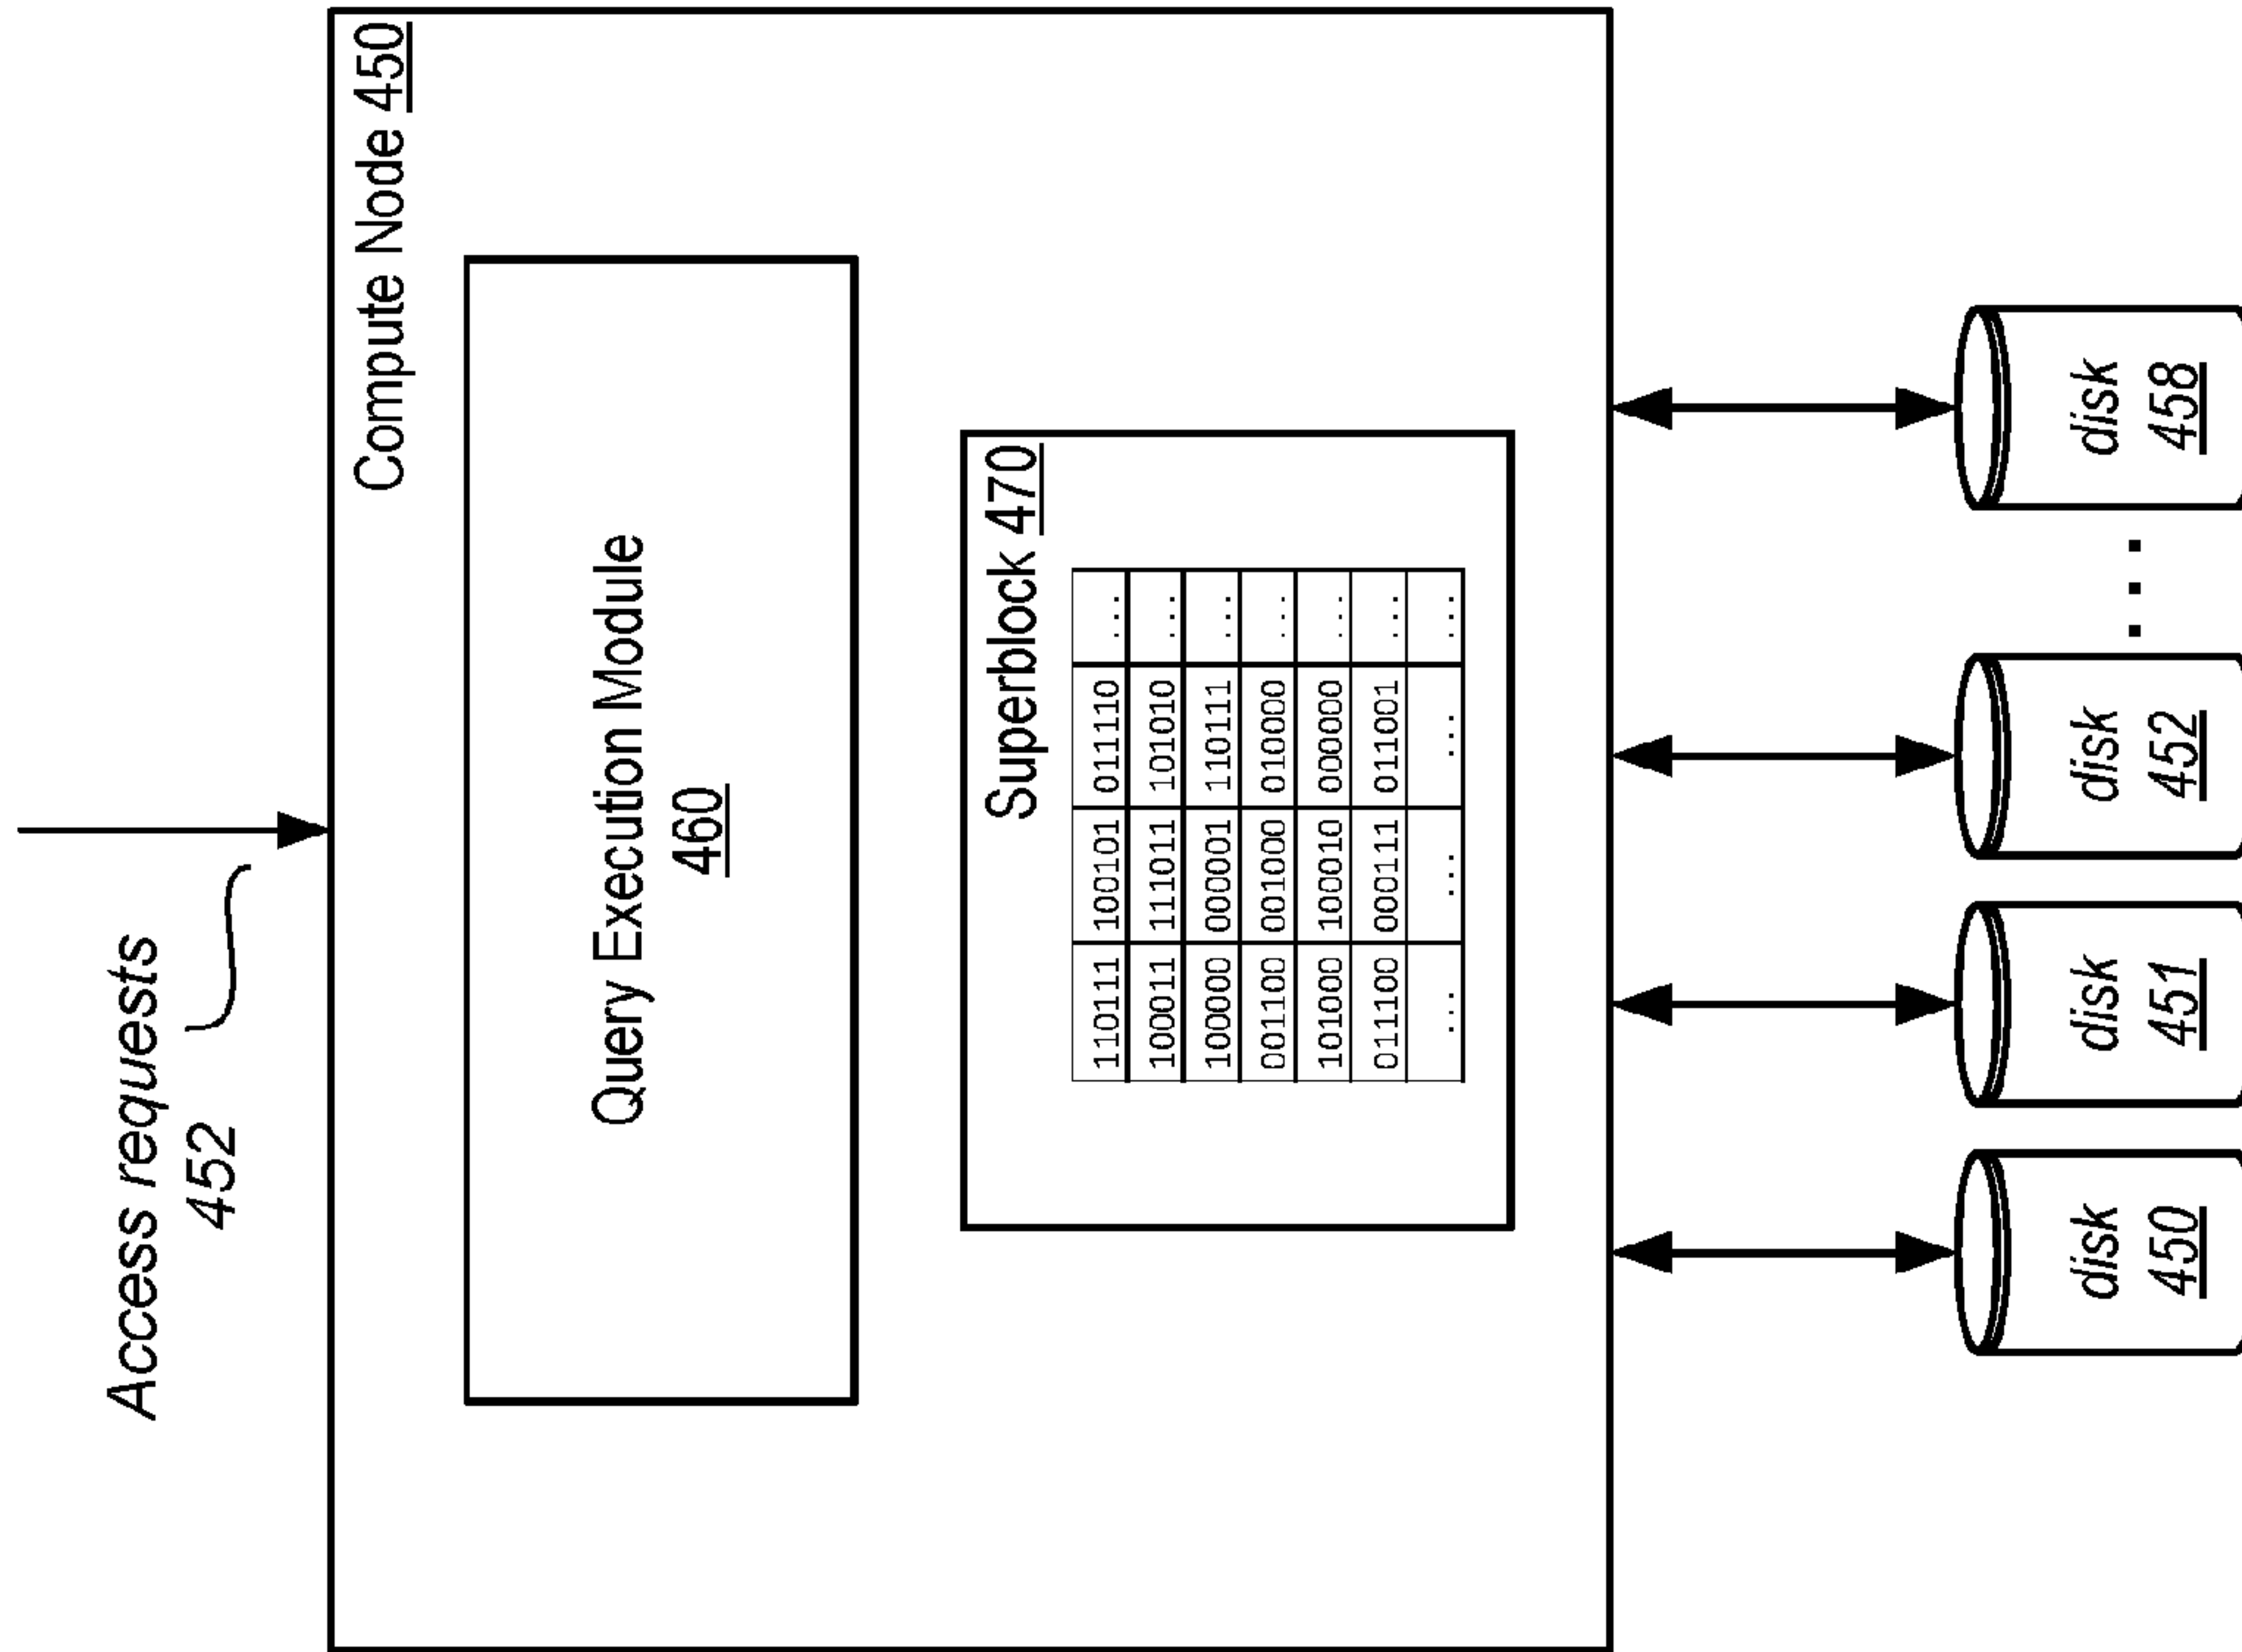 Access requests
452
Compute Node 450
Query Execution Module
460
Superblock 470
110111 100101 011110 ...
100011 111011 101010 ...
100000 000001 110111 ...
001100 001000 010000 ...
101000 100010 000000 ...
011100 000111 011001 ...
... ... ... ...
disk
450
disk
451
disk
452
. . .
disk
458